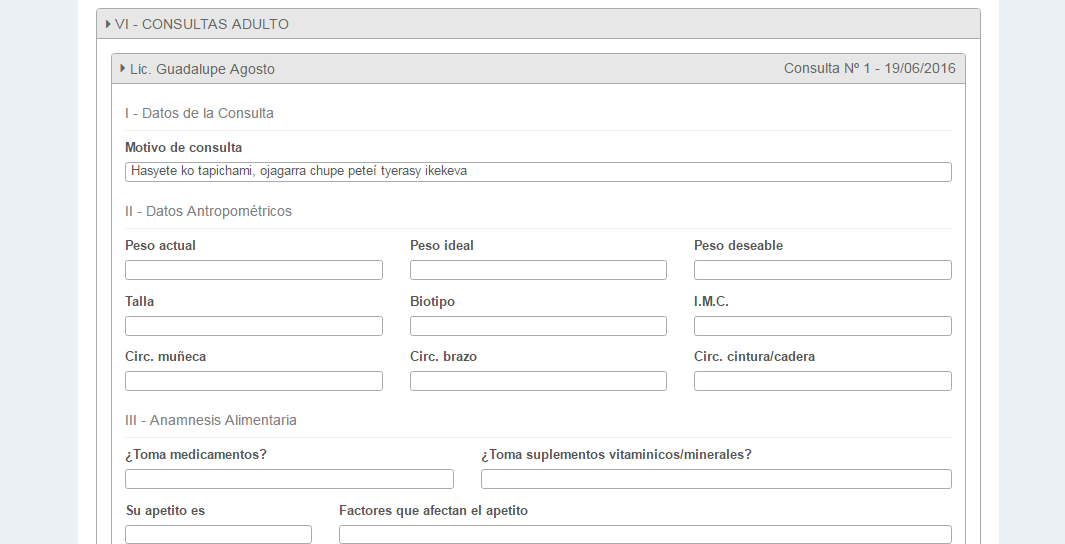 VI - CONSULTAS ADULTO
Lic. Guadalupe Agosto Consulta Nº 1 - 19/06/2016
I - Datos de la Consulta
Motivo de consulta
Hasyete ko tapichami, ojagarra chupe peteí tyerasy ikekeva
II - Datos Antropométricos
Peso actual Peso ideal Peso deseable
Talla Biotipo I.M.C.
Circ. muñeca Circ. brazo Circ. cintura/cadera
III - Anamnesis Alimentaria
¿Toma medicamentos? ¿Toma suplementos vitaminicos/minerales?
Su apetito es Factores que afectan el apetito